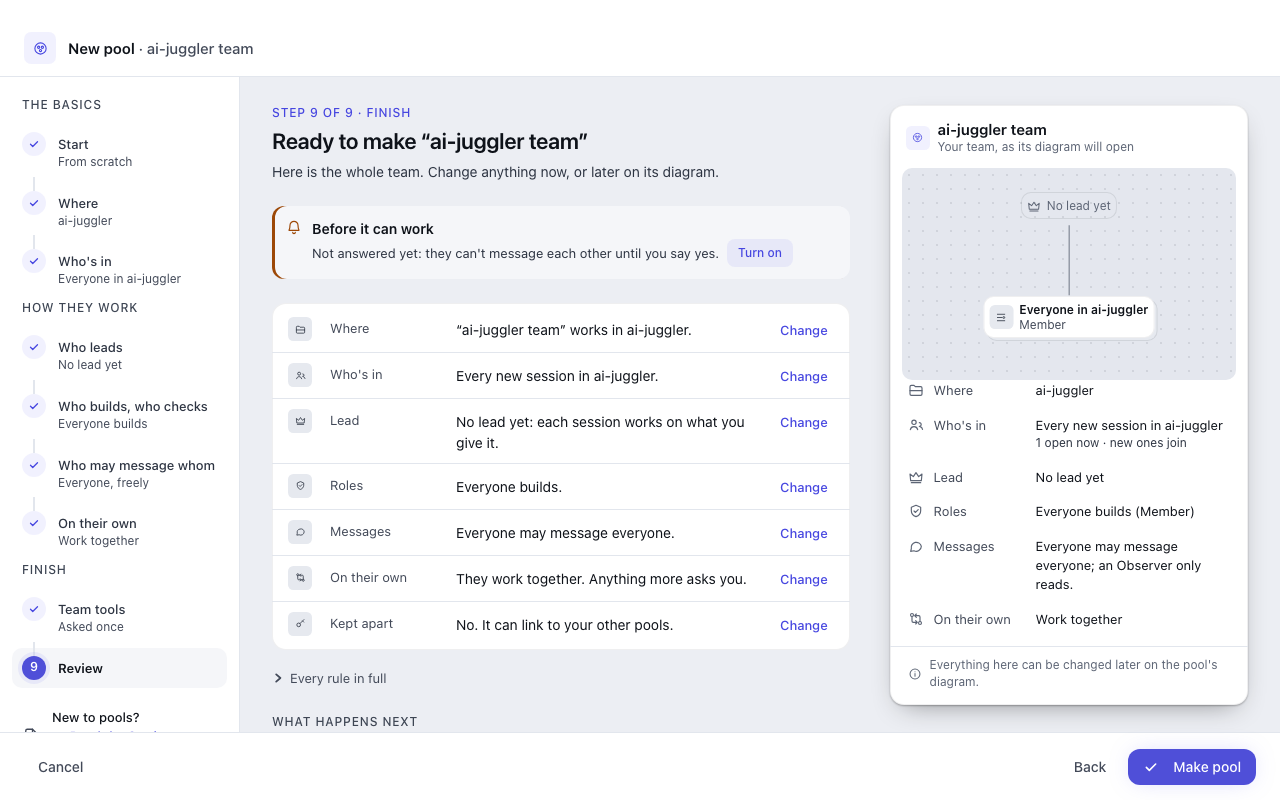 New pool · ai-juggler team
THE BASICS
Start
From scratch
Where
ai-juggler
Who's in
Everyone in ai-juggler
HOW THEY WORK
Who leads
No lead yet
Who builds, who checks
Everyone builds
Who may message whom
Everyone, freely
On their own
Work together
FINISH
Team tools
Asked once
9
Review
New to pools?
STEP 9 OF 9 · FINISH
Ready to make “ai-juggler team”
Here is the whole team. Change anything now, or later on its diagram.
Before it can work
Not answered yet: they can't message each other until you say yes.
Turn on
Where
“ai-juggler team” works in ai-juggler.
Change
Who's in
Every new session in ai-juggler.
Change
Lead
No lead yet: each session works on what you
give it.
Change
Roles
Everyone builds.
Change
Messages
Everyone may message everyone.
Change
On their own
They work together. Anything more asks you.
Change
Kept apart
No. It can link to your other pools.
Change
Every rule in full
WHAT HAPPENS NEXT
ai-juggler team
Your team, as its diagram will open
No lead yet
Everyone in ai-juggler
Member
Where
ai-juggler
Who's in
Every new session in ai-juggler
1 open now · new ones join
Lead
No lead yet
Roles
Everyone builds (Member)
Messages
Everyone may message
everyone; an Observer only
reads.
On their own
Work together
Everything here can be changed later on the pool's
diagram.
Cancel
Back
Make pool